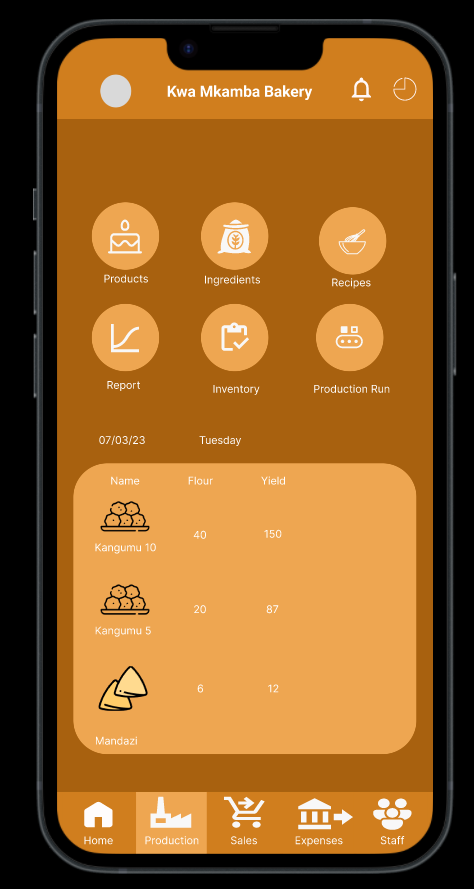 Kwa Mkamba Bakery
Products Ingredients Recipes
Report Inventory Production Run
07/03/23 Tuesday
Name Flour Yield
Kangumu 10 40 150
Kangumu 5 20 87
Mandazi 6 12
Home Production Sales Expenses Staff